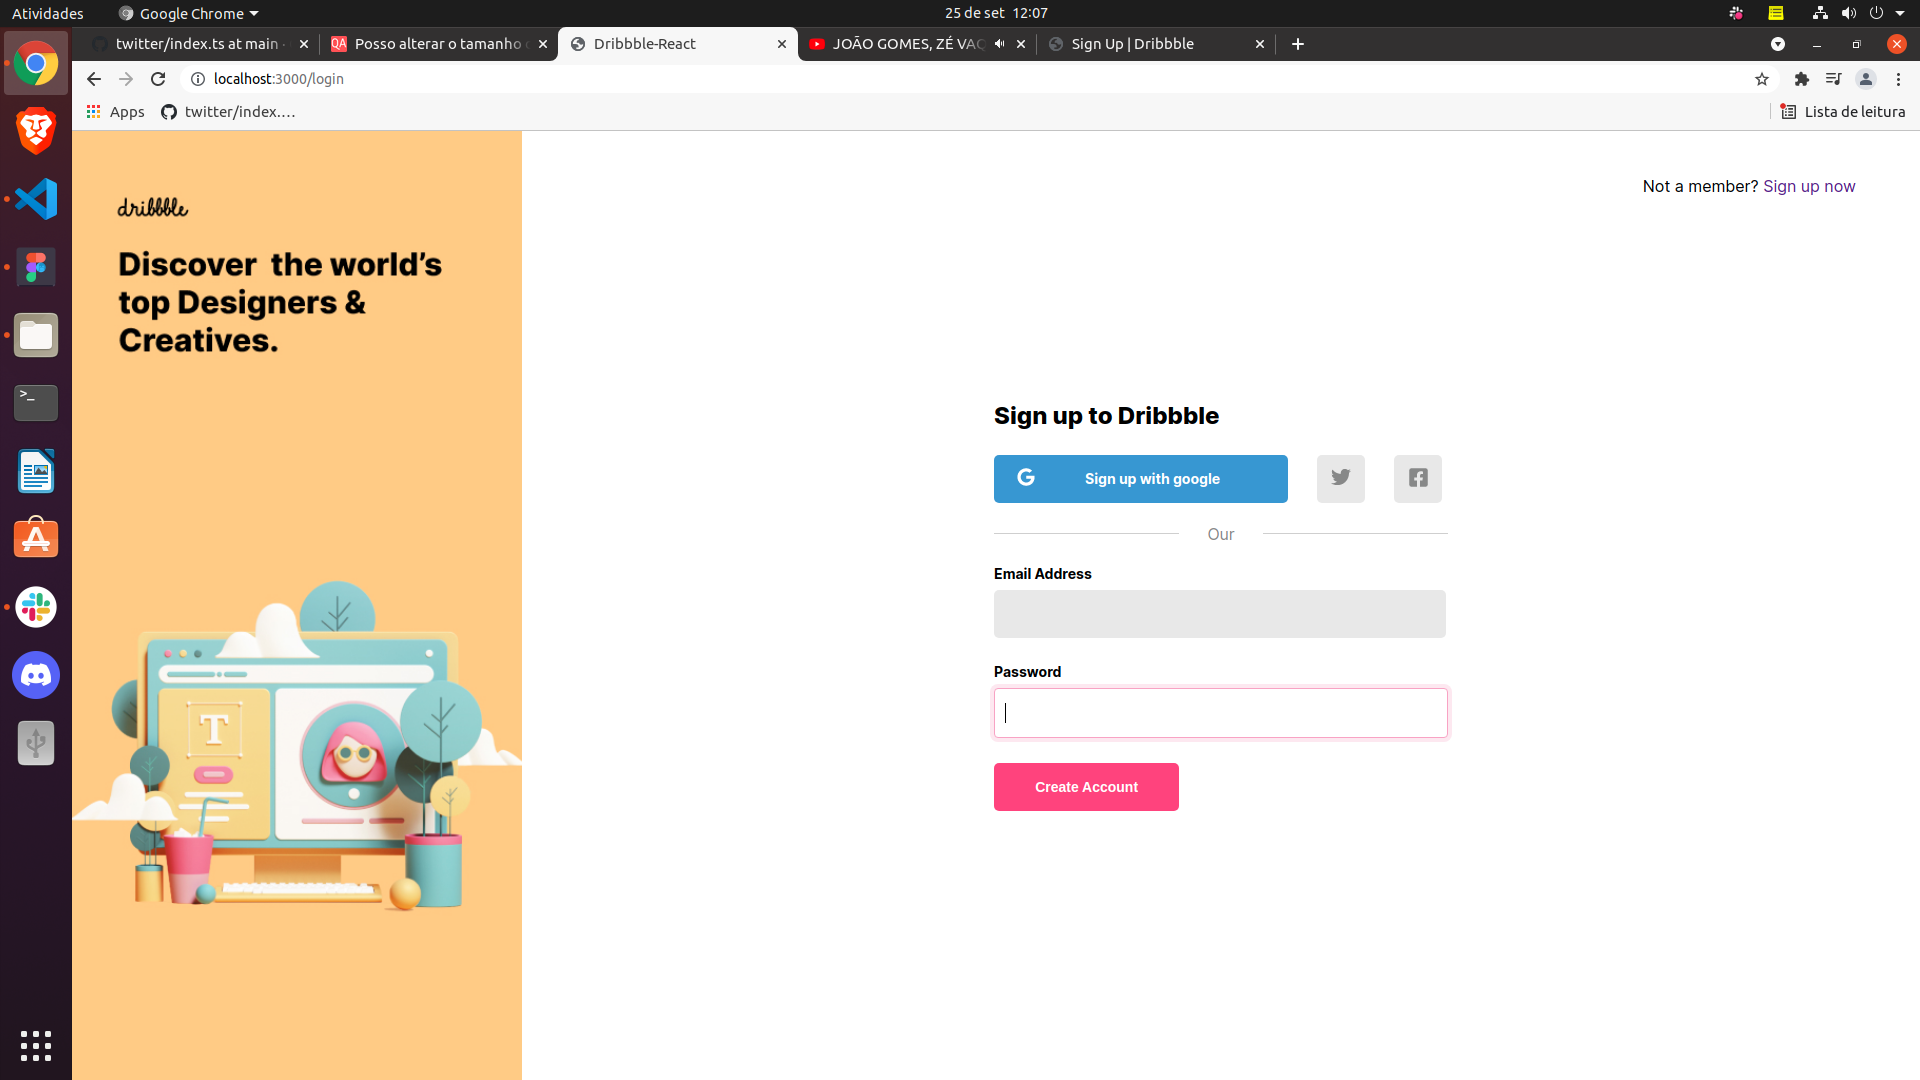 Atividades
Google Chrome
25 de set 12:07
twitter/index.ts at main ·
QA Posso alterar o tamanho
Dribbble-React
JOÃO GOMES, ZÉ VAQ
Sign Up | Dribbble
localhost:3000/login
Apps
twitter/index....
Lista de leitura
dribbble
Not a member? Sign up now
Discover the world’s
top Designers &
Creatives.
Sign up to Dribbble
G Sign up with google
Our
Email Address
Password
Create Account
T
>_